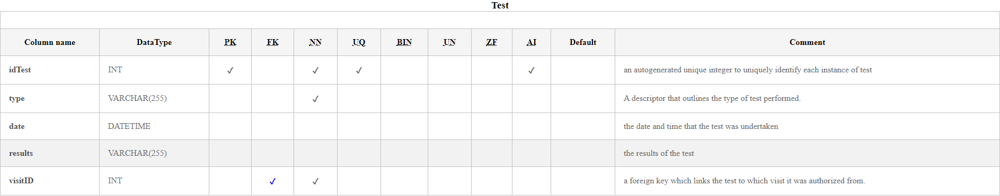 Test
Column name DataType PK FK NN UQ BIN UN ZF AI Default Comment
idTest INT ✓ ✓ ✓ ✓ an autogenerated unique integer to uniquely identify each instance of test
type VARCHAR(255) ✓ A descriptor that outlines the type of test performed.
date DATETIME the date and time that the test was undertaken
results VARCHAR(255) the results of the test
visitID INT ✓ ✓ a foreign key which links the test to which visit it was authorized from.